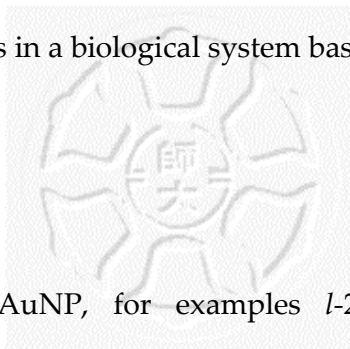 s in a biological system bas
師
大
AuNP, for examples l-2